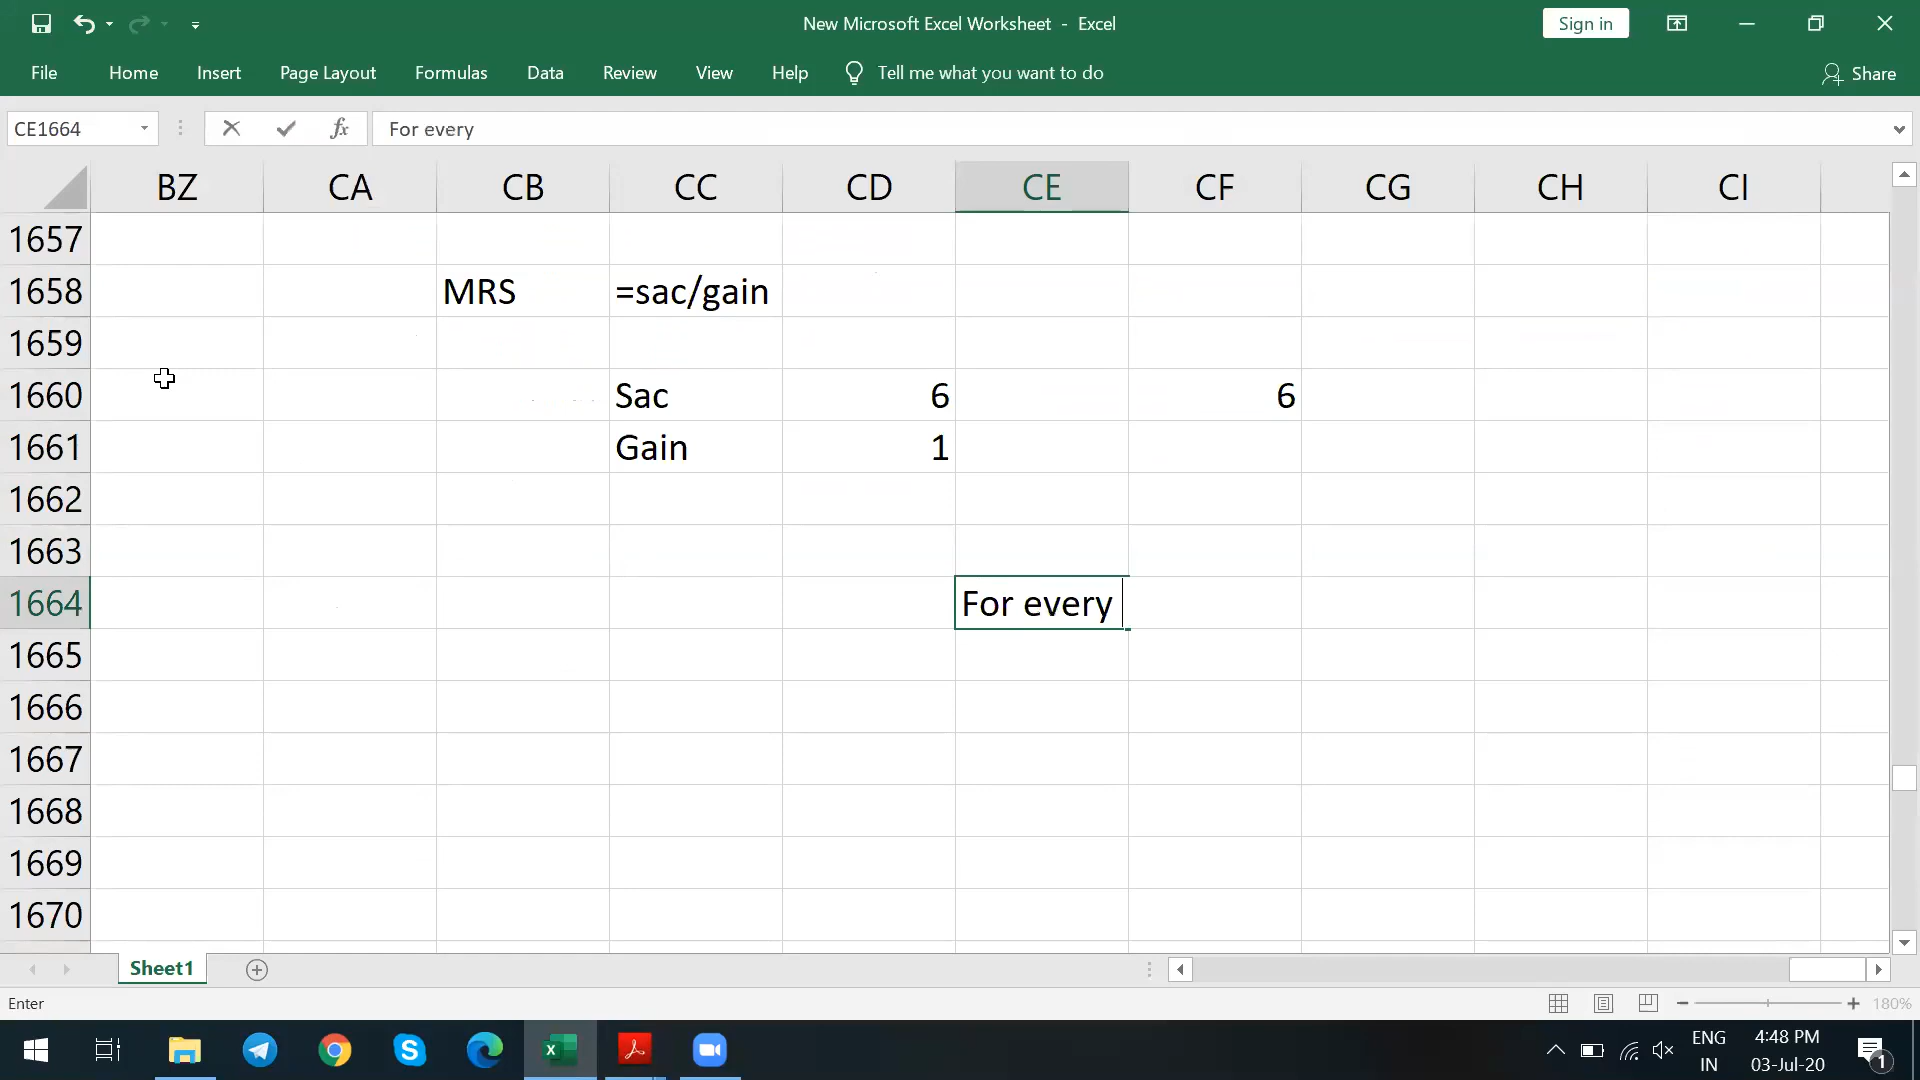 New Microsoft Excel Worksheet - Excel
Sign in
File Home Insert Page Layout Formulas Data Review View Help Tell me what you want to do Share
CE1664 fx For every
BZ CA CB CC CD CE CF CG CH CI
1657
1658 MRS =sac/gain
1659
1660 Sac 6 6
1661 Gain 1
1662
1663
1664 For every
1665
1666
1667
1668
1669
1670
Sheet1
Enter 180%
ENG 4:48 PM
IN 03-Jul-20 1